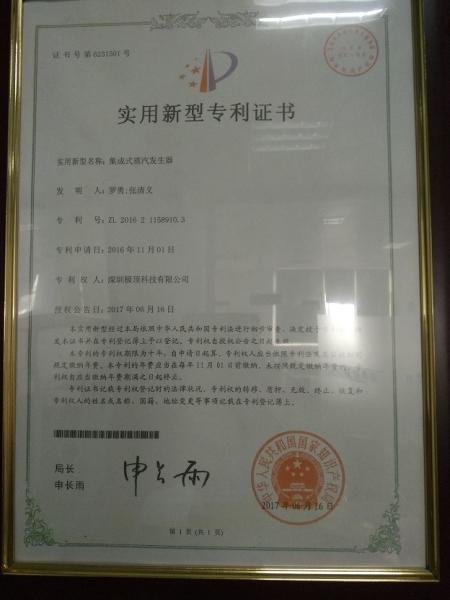 证书号第6231501号
实用新型专利证书
实用新型名称：集成式蒸汽发生器
发 明 人：罗勇;张清义
专 利 号：ZL 2016 2 1158910.3
专利申请日：2016年11月01日
专 利 权 人：深圳极顶科技有限公司
授权公告日：2017年06月16日
本实用新型经过本局依照中华人民共和国专利法进行初步审查，决定授予专利权，颁
发本证书并在专利登记簿上予以登记。专利权自授权公告之日起生效。
本专利的专利权期限为十年，自申请日起算。专利权人应当依照专利法及其实施细则
规定缴纳年费。本专利的年费应当在每年11月01日前缴纳。未按照规定缴纳年费的，专
利权自应当缴纳年费期满之日起终止。
专利证书记载专利权登记时的法律状况。专利权的转移、质押、无效、终止、恢复和
专利权人的姓名或名称、国籍、地址变更等事项记载在专利登记簿上。
局长
申长雨
申长雨
中华人民共和国国家知识产权局
2017年06月16日
第1页(共1页)